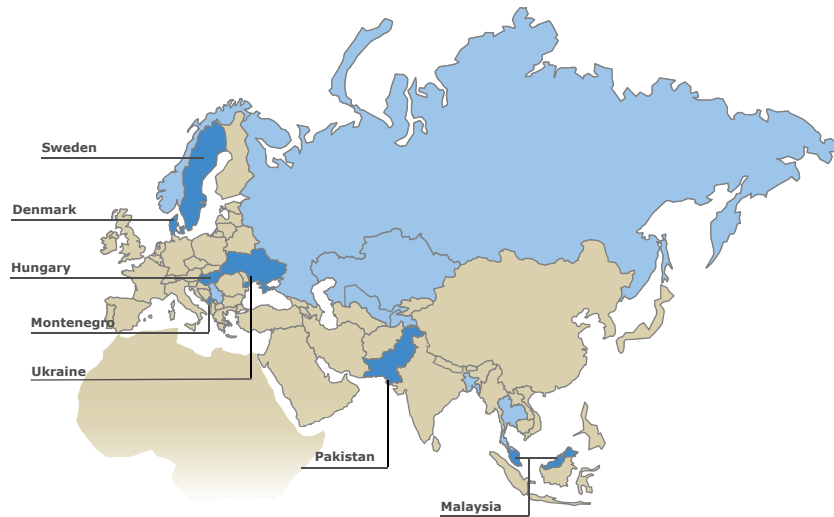 Sweden
Denmark
Hungary
Montenegro
Ukraine
Pakistan
Malaysia